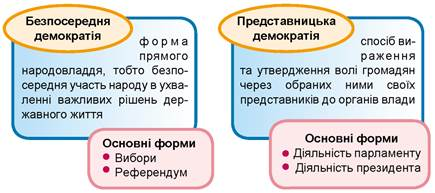 Безпосередня
демократія
форма
прямого
народовладдя, тобто безпо-
середня участь народу в ухва-
ленні важливих рішень дер-
жавного життя
Основні форми
Вибори
Референдум
Представницька
демократія
спосіб ви-
раження
та утвердження волі громадян
через обраних ними своїх
представників до органів влади
Основні форми
Діяльність парламенту
Діяльність президента